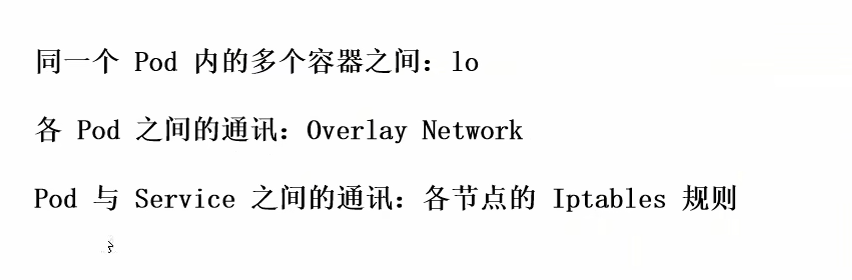 同一个 Pod 内的多个容器之间：lo
各 Pod 之间的通讯：Overlay Network
Pod 与 Service 之间的通讯：各节点的 Iptables 规则